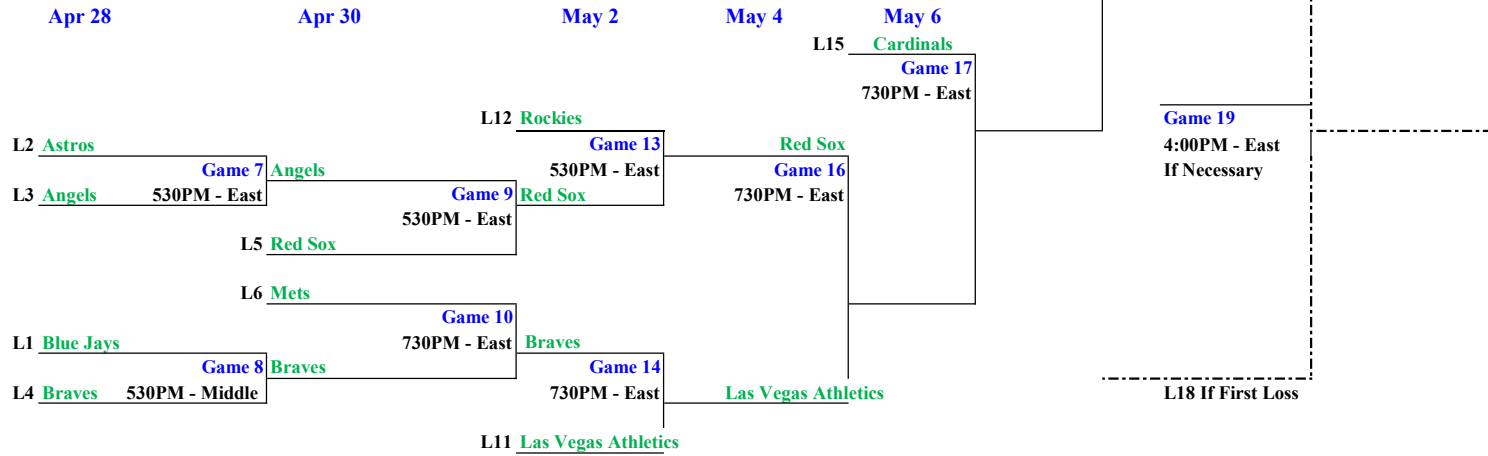 Apr 28 Apr 30 May 2 May 4 May 6
L15 Cardinals
Game 17
730PM - East
L12 Rockies
Game 19
L2 Astros Game 13 Red Sox 4:00PM - East
Game 7 Angels 530PM - East Game 16 If Necessary
L3 Angels 530PM - East Game 9 Red Sox 730PM - East
530PM - East
L5 Red Sox
L6 Mets
Game 10
L1 Blue Jays 730PM - East Braves
Game 8 Braves Game 14
L4 Braves 530PM - Middle 730PM - East Las Vegas Athletics L18 If First Loss
L11 Las Vegas Athletics